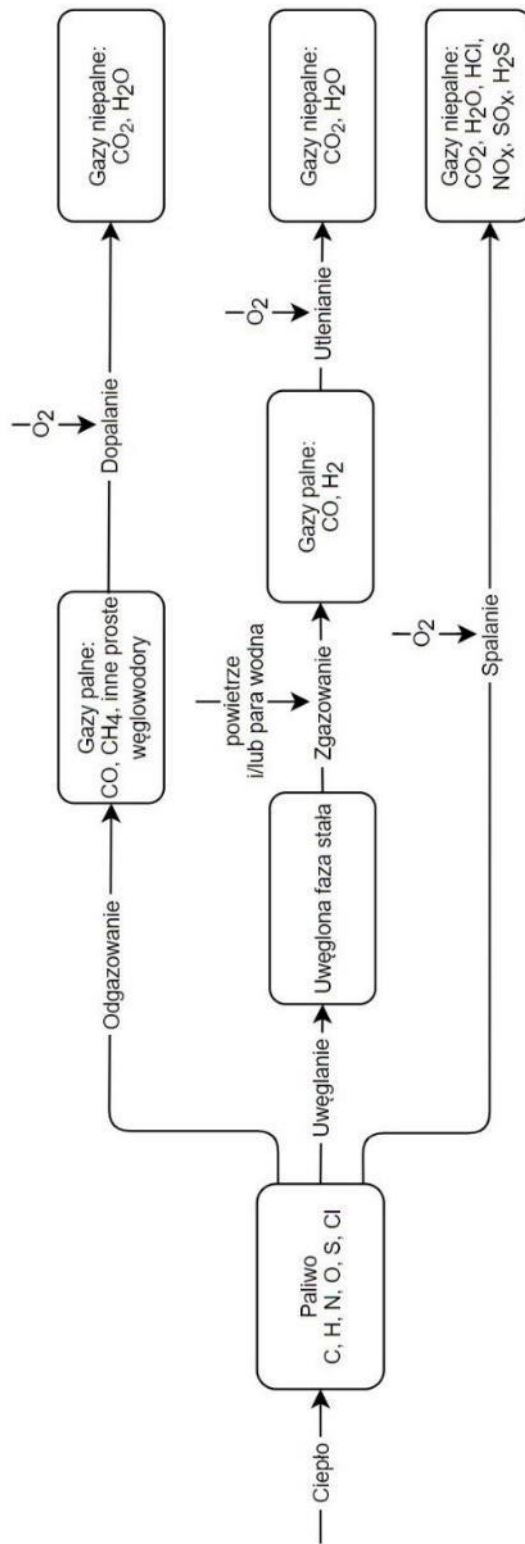 Ciepło
Paliwo
C, H, N, O, S, Cl
Odgazowanie
Gazy palne:
CO, CH4, inne proste
węglowodory
O2
Dopalanie
Gazy niepalne:
CO2, H2O
Uwęglanie
Uwęglona faza stała
powietrze
i/lub para wodna
Zgazowanie
Gazy palne:
CO, H2
O2
Utlenianie
Gazy niepalne:
CO2, H2O
O2
Spalanie
Gazy niepalne:
CO2, H2O, HCl,
NOx, SOx, H2S